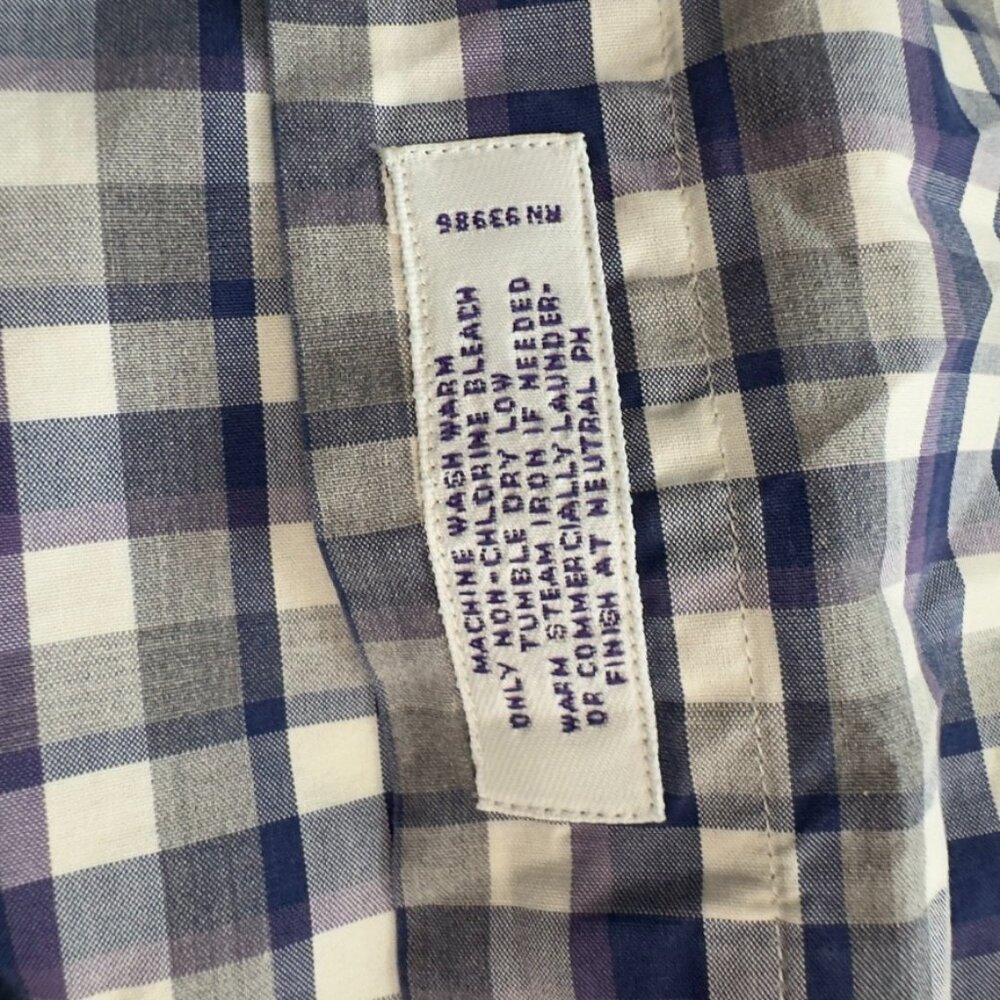 MACHINE WASH WARM
ONLY NON-CHLORINE BLEACH
TUMBLE DRY LOW
WARM STEAM IRON IF NEEDED
OR COMMERCIALLY LAUNDER-
FINISH AT NEUTRAL PH
RN 93986